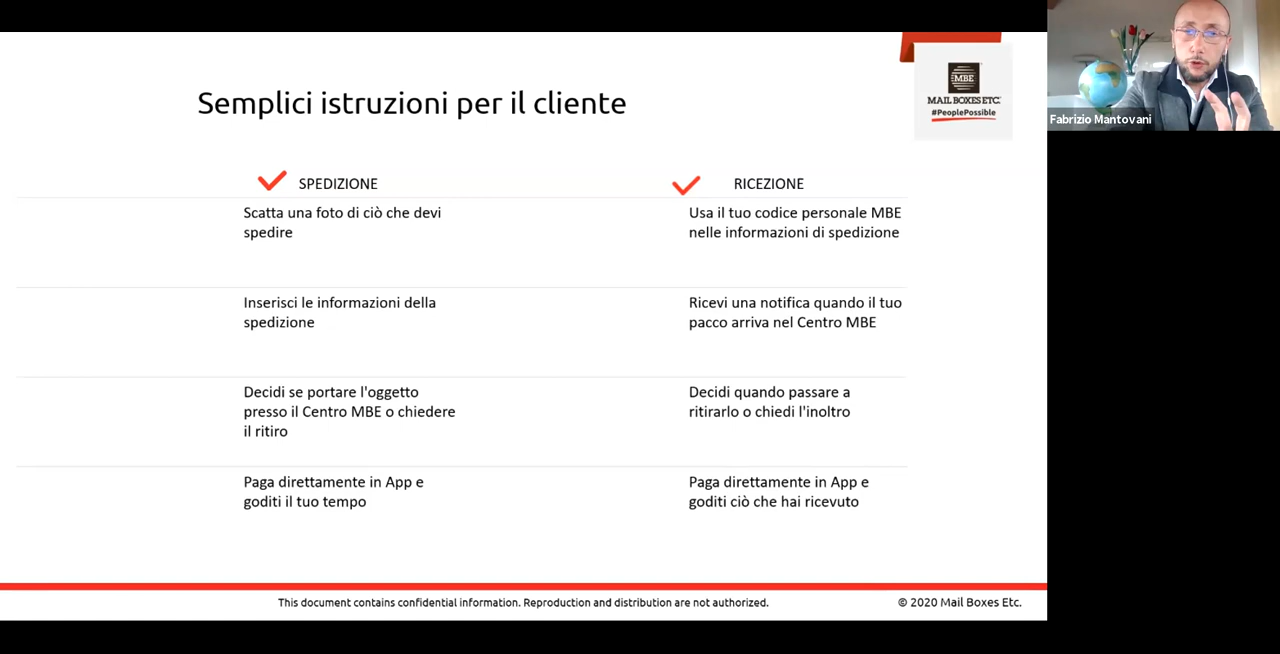 Semplici istruzioni per il cliente
MBE
MAIL BOXES ETC.
#PeoplePossible
Fabrizio Mantovani
SPEDIZIONE
Scatta una foto di ciò che devi
spedire
Inserisci le informazioni della
spedizione
Decidi se portare l'oggetto
presso il Centro MBE o chiedere
il ritiro
Paga direttamente in App e
goditi il tuo tempo
RICEZIONE
Usa il tuo codice personale MBE
nelle informazioni di spedizione
Ricevi una notifica quando il tuo
pacco arriva nel Centro MBE
Decidi quando passare a
ritirarlo o chiedi l'inoltro
Paga direttamente in App e
goditi ciò che hai ricevuto
This document contains confidential information. Reproduction and distribution are not authorized.
© 2020 Mail Boxes Etc.